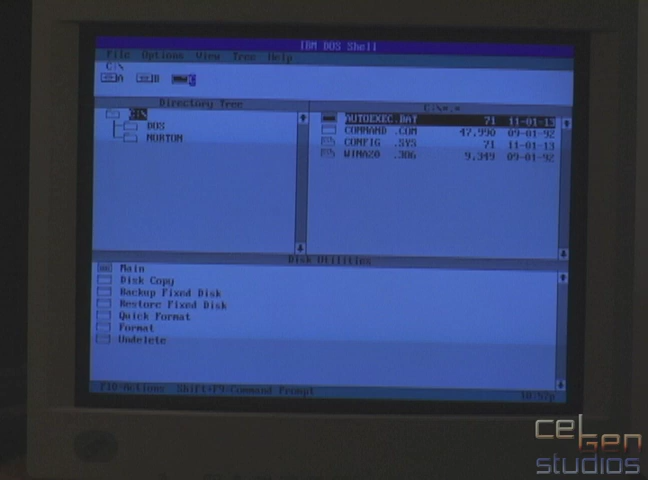 IBM DOS Shell
File Options View Tree Help
C:\
A B C
Directory Tree
C:\*.*
C:\
DOS
NORTON
AUTOEXEC.BAT 71 11-01-13
COMMAND .COM 47,990 09-01-92
CONFIG .SYS 71 11-01-13
WINA20 .386 9,349 09-01-92
Disk Utilities
Main
Disk Copy
Backup Fixed Disk
Restore Fixed Disk
Quick Format
Format
Undelete
F10=Actions Shift+F9=Command Prompt 10:57p
celgen
studios